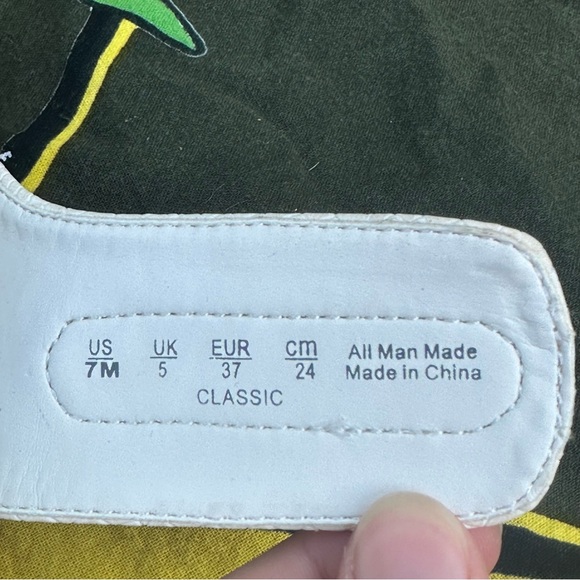 US UK EUR cm All Man Made
7M 5 37 24 Made in China
CLASSIC